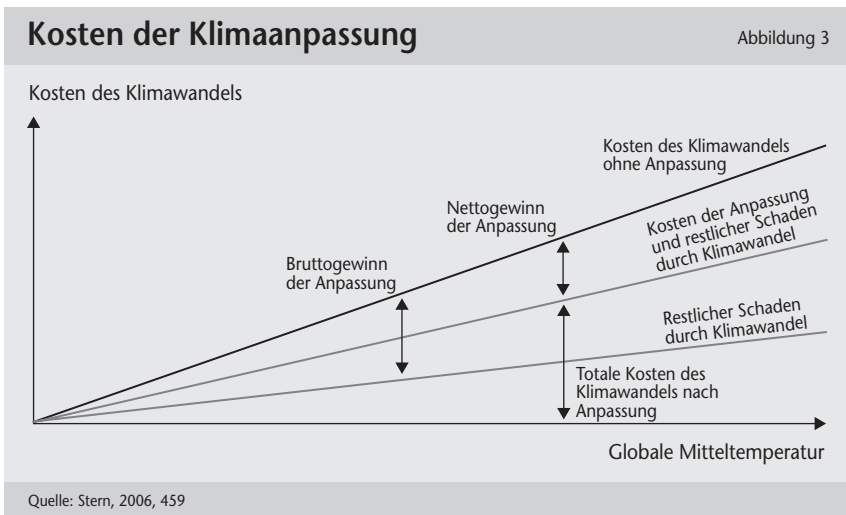 Kosten der Klimaanpassung
Abbildung 3
Kosten des Klimawandels
Kosten des Klimawandels
ohne Anpassung
Nettogewinn
der Anpassung
Kosten der Anpassung
und restlicher Schaden
durch Klimawandel
Bruttogewinn
der Anpassung
Restlicher Schaden
durch Klimawandel
Totale Kosten des
Klimawandels nach
Anpassung
Globale Mitteltemperatur
Quelle: Stern, 2006, 459